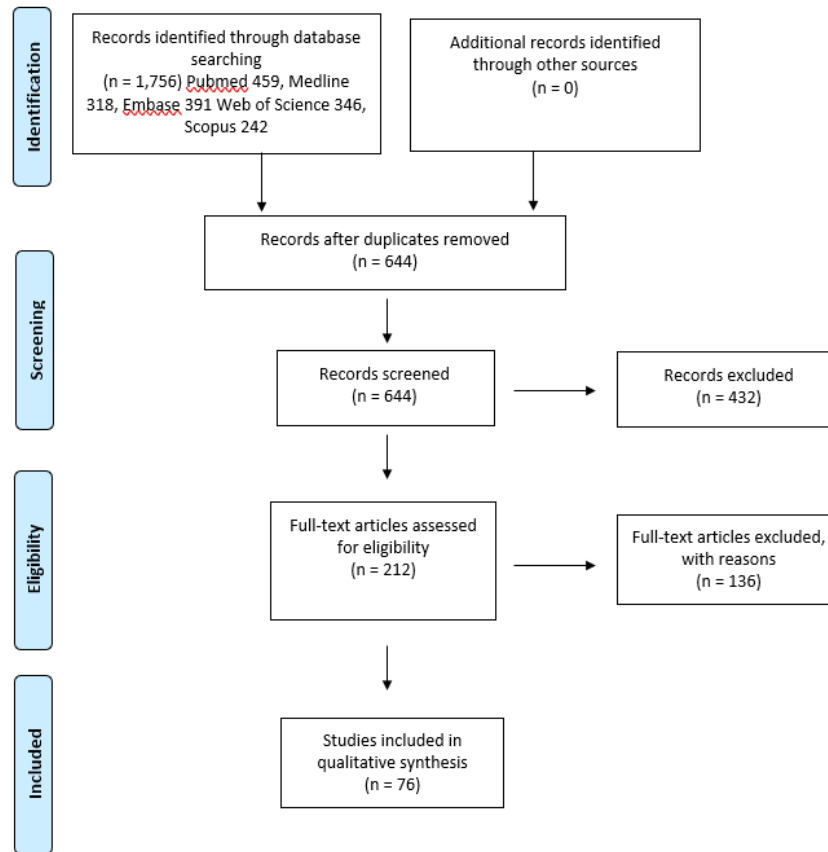 Identification
Records identified through database
searching
(n = 1,756) Pubmed 459, Medline
318, Embase 391 Web of Science 346,
Scopus 242
Additional records identified
through other sources
(n = 0)
Records after duplicates removed
(n = 644)
Screening
Records screened
(n = 644)
Records excluded
(n = 432)
Eligibility
Full-text articles assessed
for eligibility
(n = 212)
Full-text articles excluded,
with reasons
(n = 136)
Included
Studies included in
qualitative synthesis
(n = 76)